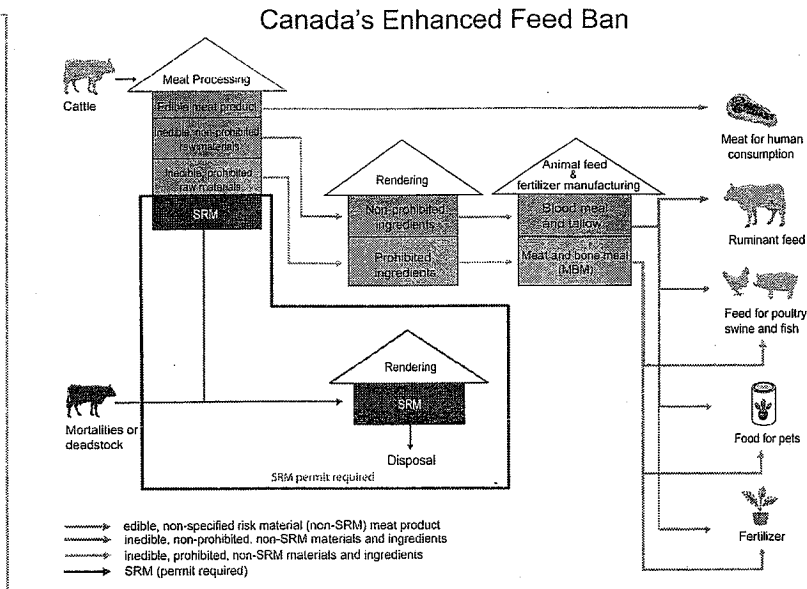 Canada's Enhanced Feed Ban
Cattle
Meat Processing
Edible meat product
Inedible, non-prohibited
raw materials
Inedible, prohibited
raw materials
SRM
Rendering
Non-prohibited
ingredients
Prohibited
ingredients
Animal feed
&
fertilizer manufacturing
Blood meal
and tallow
Meat and bone meal
(MBM)
Meat for human
consumption
Ruminant feed
Feed for poultry
swine and fish
Food for pets
Fertilizer
Mortalities or
deadstock
Rendering
SRM
Disposal
SRM permit required
edible, non-specified risk material (non-SRM) meat product
inedible, non-prohibited, non-SRM materials and ingredients
inedible, prohibited, non-SRM materials and ingredients
SRM (permit required)